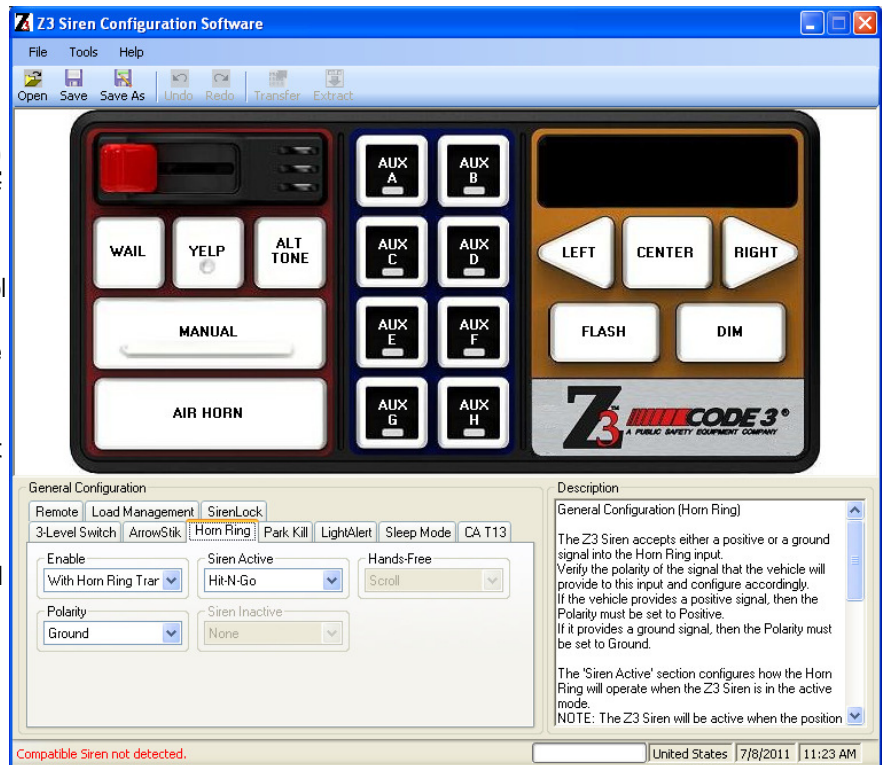 Z3 Siren Configuration Software
File Tools Help
Open Save Save As Undo Redo Transfer Extract
AUX A
AUX B
WAIL
YELP
ALT TONE
AUX C
AUX D
LEFT
CENTER
RIGHT
MANUAL
AUX E
AUX F
FLASH
DIM
AIR HORN
AUX G
AUX H
Z3™
CODE 3®
A PUBLIC SAFETY EQUIPMENT COMPANY
General Configuration
Remote Load Management SirenLock
3-Level Switch ArrowStik Horn Ring Park Kill LightAlert Sleep Mode CA T13
Enable
With Horn Ring Trar
Siren Active
Hit-N-Go
Hands-Free
Scroll
Polarity
Ground
Siren Inactive
None
Description
General Configuration (Horn Ring)
The Z3 Siren accepts either a positive or a ground
signal into the Horn Ring input.
Verify the polarity of the signal that the vehicle will
provide to this input and configure accordingly.
If the vehicle provides a positive signal, then the
Polarity must be set to Positive.
If it provides a ground signal, then the Polarity must
be set to Ground.
The 'Siren Active' section configures how the Horn
Ring will operate when the Z3 Siren is in the active
mode.
NOTE: The Z3 Siren will be active when the position
Compatible Siren not detected.
United States 7/8/2011 11:23 AM